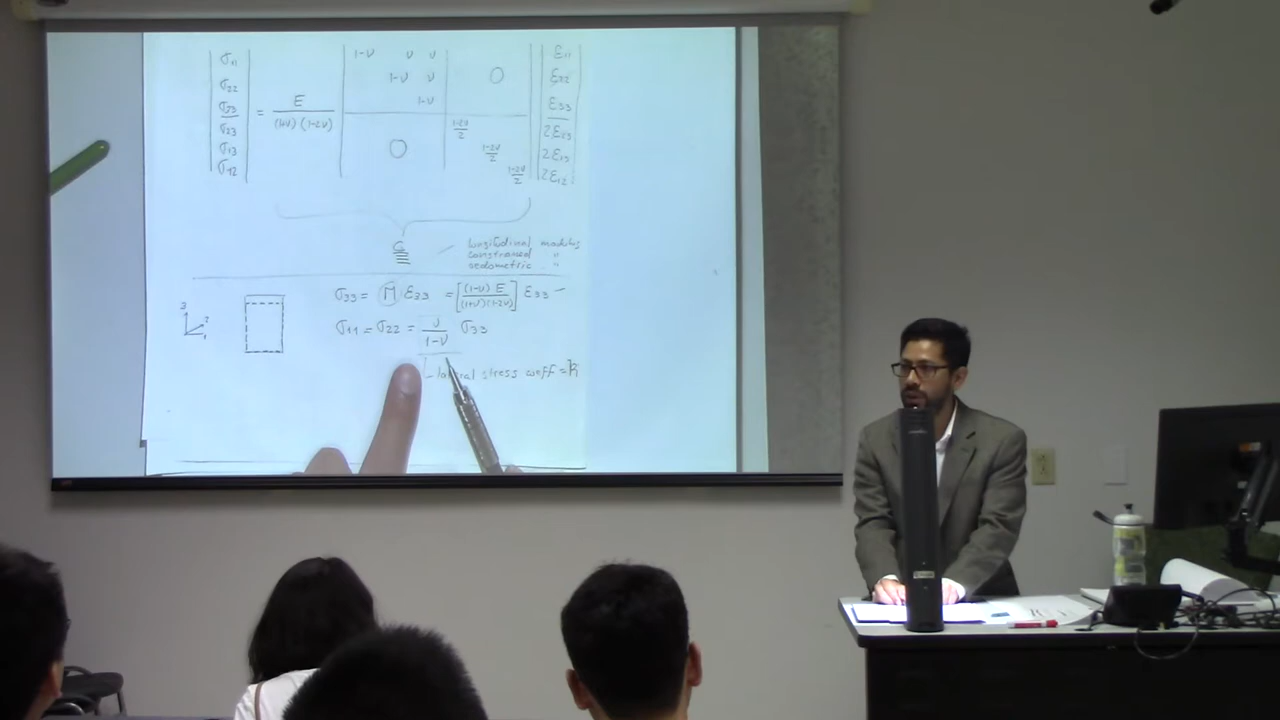 σ11 1-ν ν ν ε11
σ22 1-ν ν 0 ε22
σ33 = E 1-ν ε33
(1+ν) (1-2ν)
σ23 1-2ν/2 2ε23
σ13 0 1-2ν/2 2ε13
σ12 1-2ν/2 2ε12
C longitudinal modulus
constrained "
oedometric "
3 σ33 = M ε33 = [(1-ν) E / (1+ν)(1-2ν)] ε33
2
1 σ11 = σ22 = ν/1-ν σ33
stress coeff =